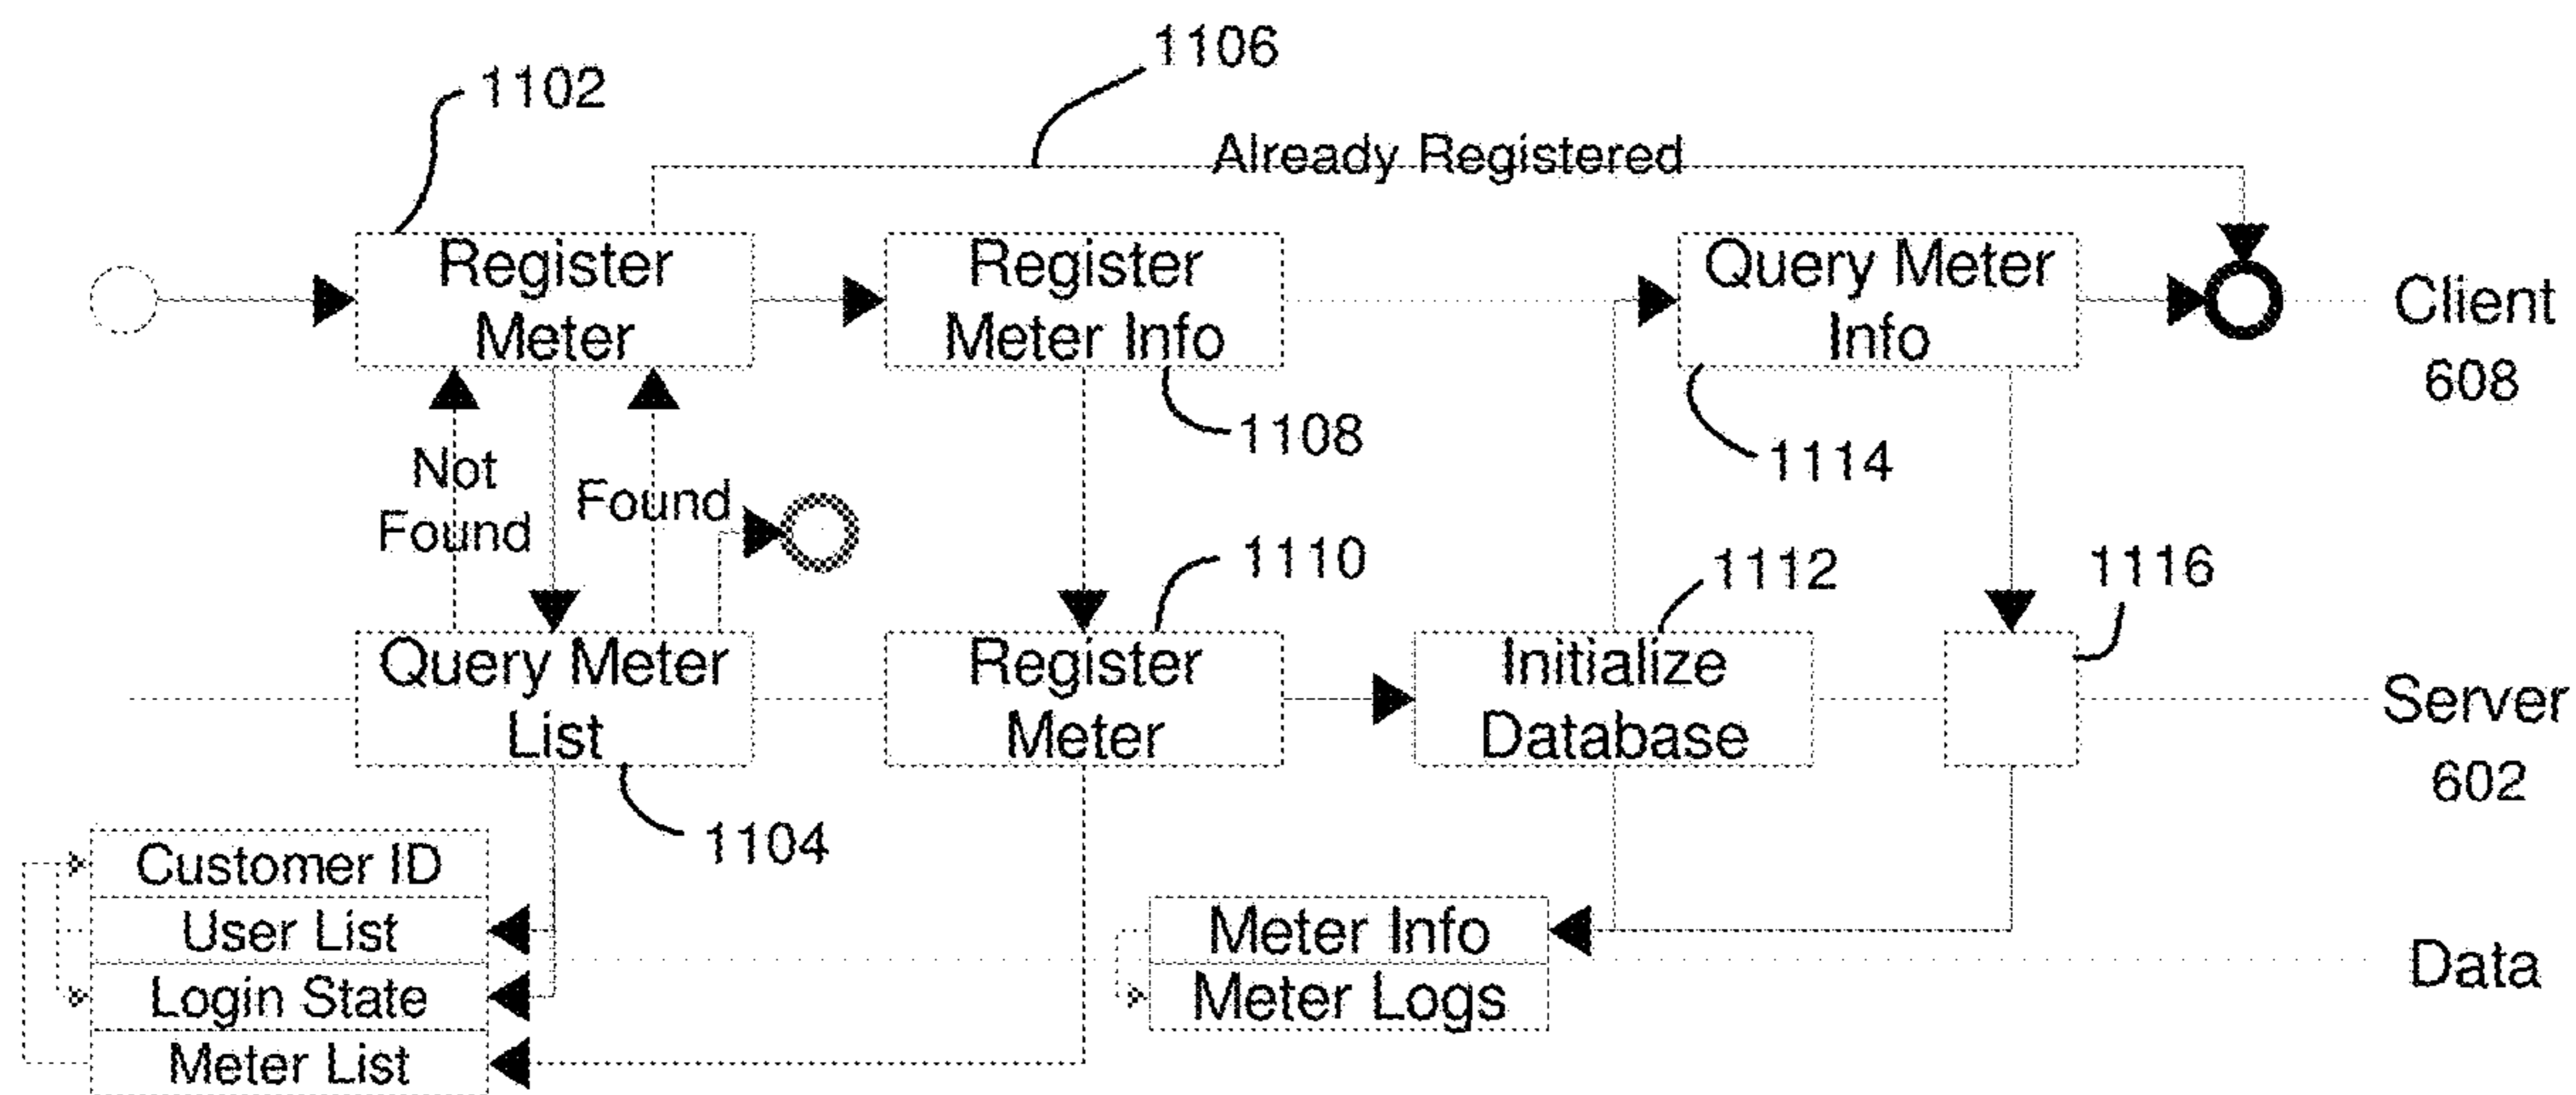 1106
1102
Already Registered
Register
Meter
Register
Meter Info
Query Meter
Info
Client
608
1108
1114
Not
Found
Found
1110
1112
1116
Query Meter
List
Register
Meter
Initialize
Database
Server
602
1104
Customer ID
User List
Login State
Meter List
Meter Info
Meter Logs
Data